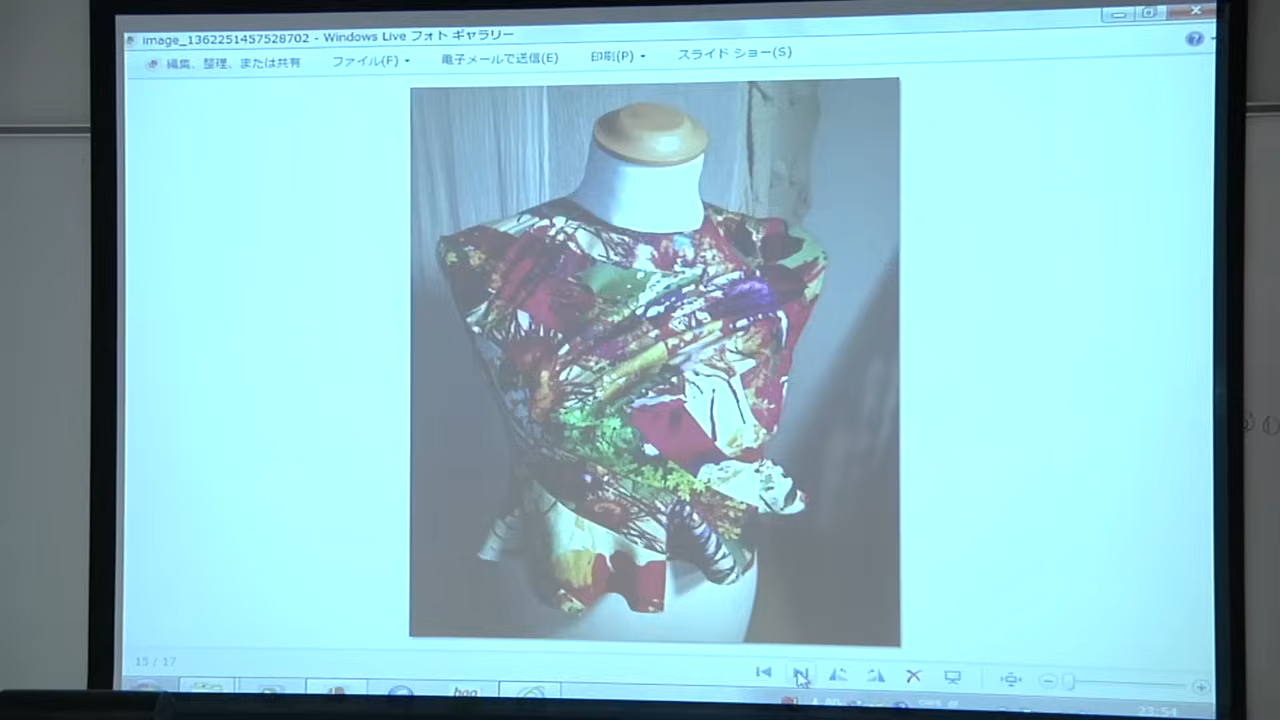 image_1362251457528702 - Windows Live フォト ギャラリー
編集、整理、または共有 ファイル(F) 電子メールで送信(E) 印刷(P) スライド ショー(S)
15 / 17
23:54